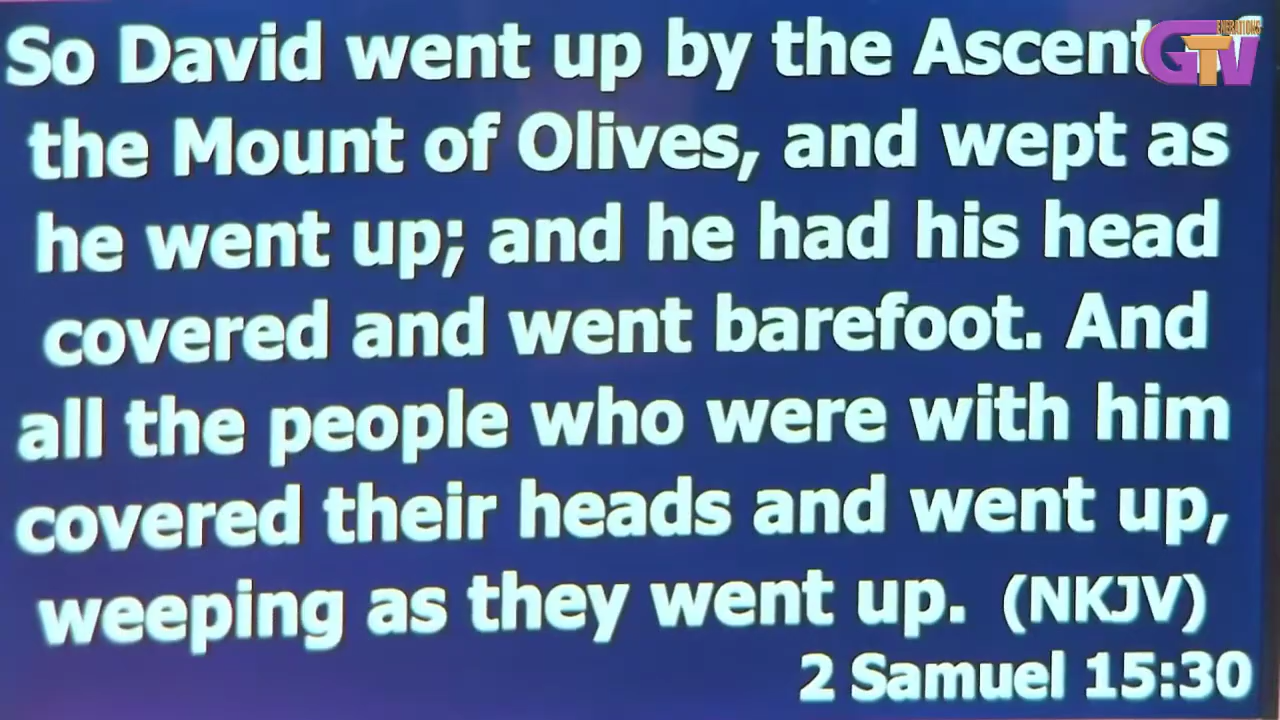 So David went up by the Ascent
the Mount of Olives, and wept as
he went up; and he had his head
covered and went barefoot. And
all the people who were with him
covered their heads and went up,
weeping as they went up. (NKJV)
2 Samuel 15:30
GTV